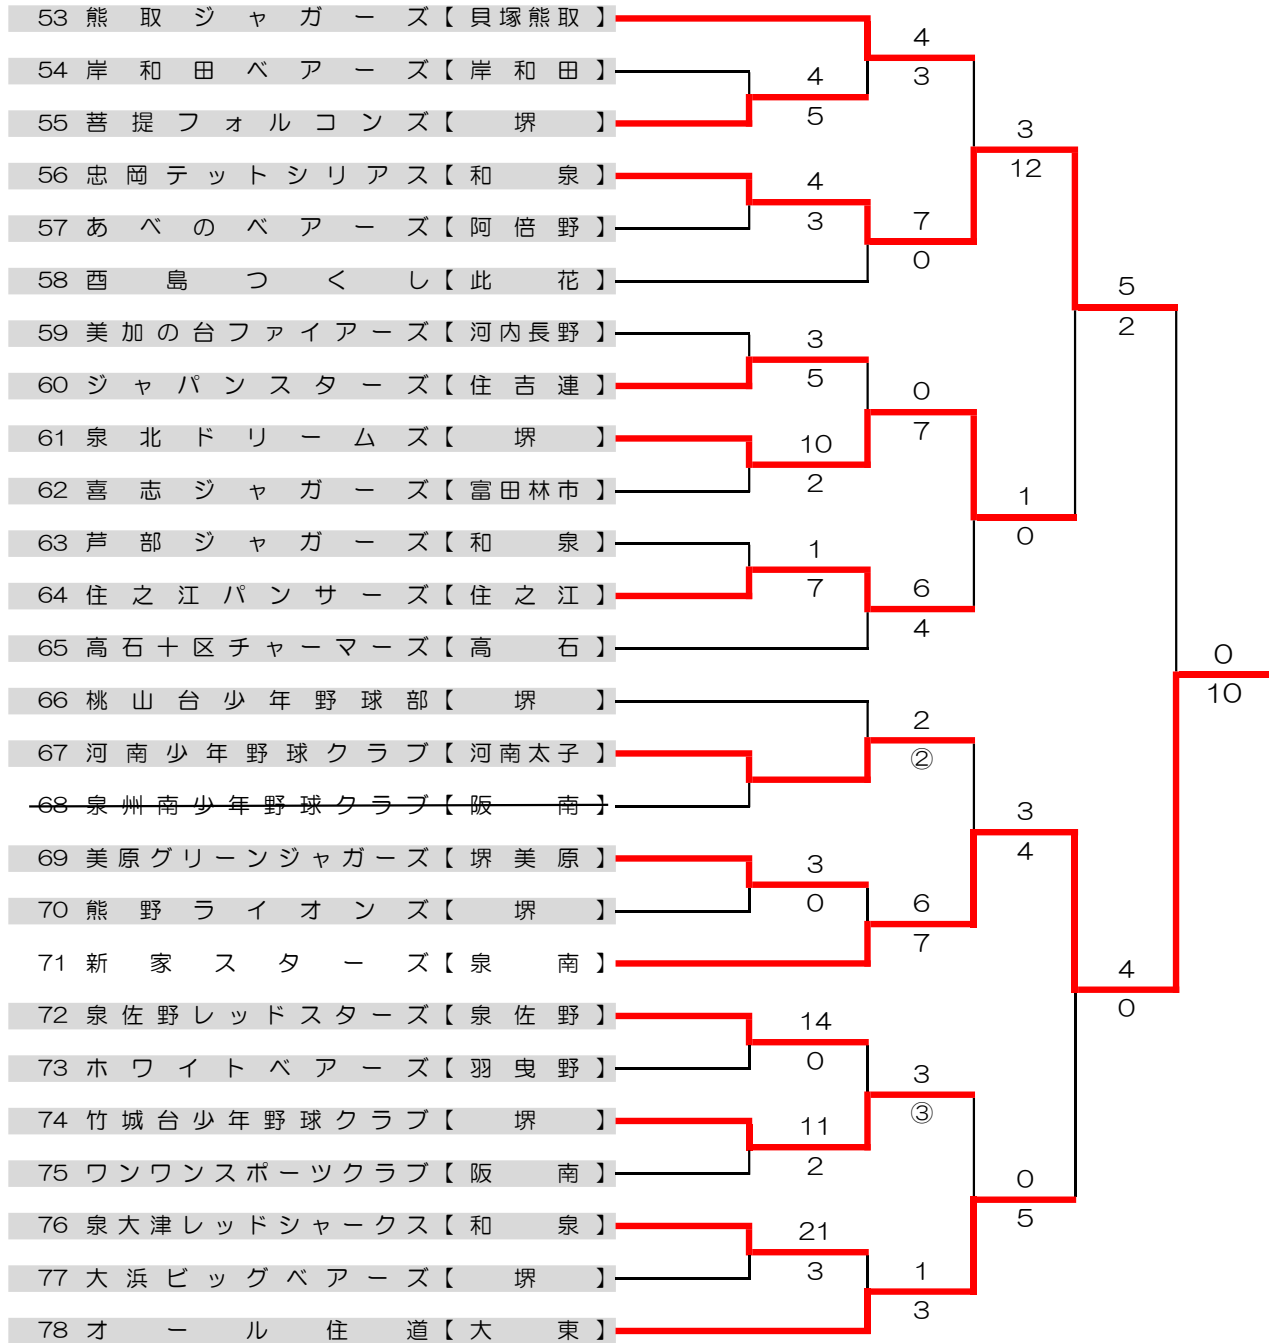 53 熊取ジャガーズ【貝塚熊取】
4
54 岸和田ベアーズ【岸和田】
4
3
55 菩提フォルコンズ【堺】
5
3
56 忠岡テットシリアス【和泉】
4
12
57 あべのベアーズ【阿倍野】
3
7
0
58 酉島つくし【此花】
5
59 美加の台ファイアーズ【河内長野】
3
2
60 ジャパンスターズ【住吉連】
5
0
61 泉北ドリームズ【堺】
10
7
62 喜志ジャガーズ【富田林市】
2
1
63 芦部ジャガーズ【和泉】
1
0
64 住之江パンサーズ【住之江】
7
6
4
65 高石十区チャーマーズ【高石】
0
10
66 桃山台少年野球部【堺】
2
67 河南少年野球クラブ【河南太子】
②
68 泉州南少年野球クラブ【阪南】
3
69 美原グリーンジャガーズ【堺美原】
3
4
70 熊野ライオンズ【堺】
0
6
7
71 新家スターズ【泉南】
4
72 泉佐野レッドスターズ【泉佐野】
14
0
73 ホワイトベアーズ【羽曳野】
0
3
74 竹城台少年野球クラブ【堺】
11
③
75 ワンワンスポーツクラブ【阪南】
2
0
76 泉大津レッドシャークス【和泉】
21
5
77 大浜ビッグベアーズ【堺】
3
1
3
78 オール住道【大東】